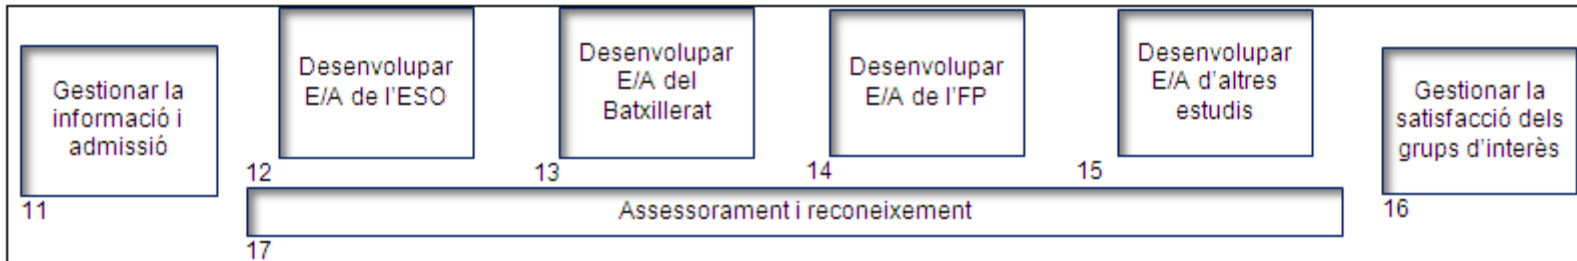 Gestionar la
informació i
admissió
11
Desenvolupar
E/A de l'ESO
12
Desenvolupar
E/A del
Batxillerat
13
Desenvolupar
E/A de l'FP
14
Desenvolupar
E/A d'altres
estudis
15
Gestionar la
satisfacció dels
grups d'interès
16
Assessorament i reconeixement
17